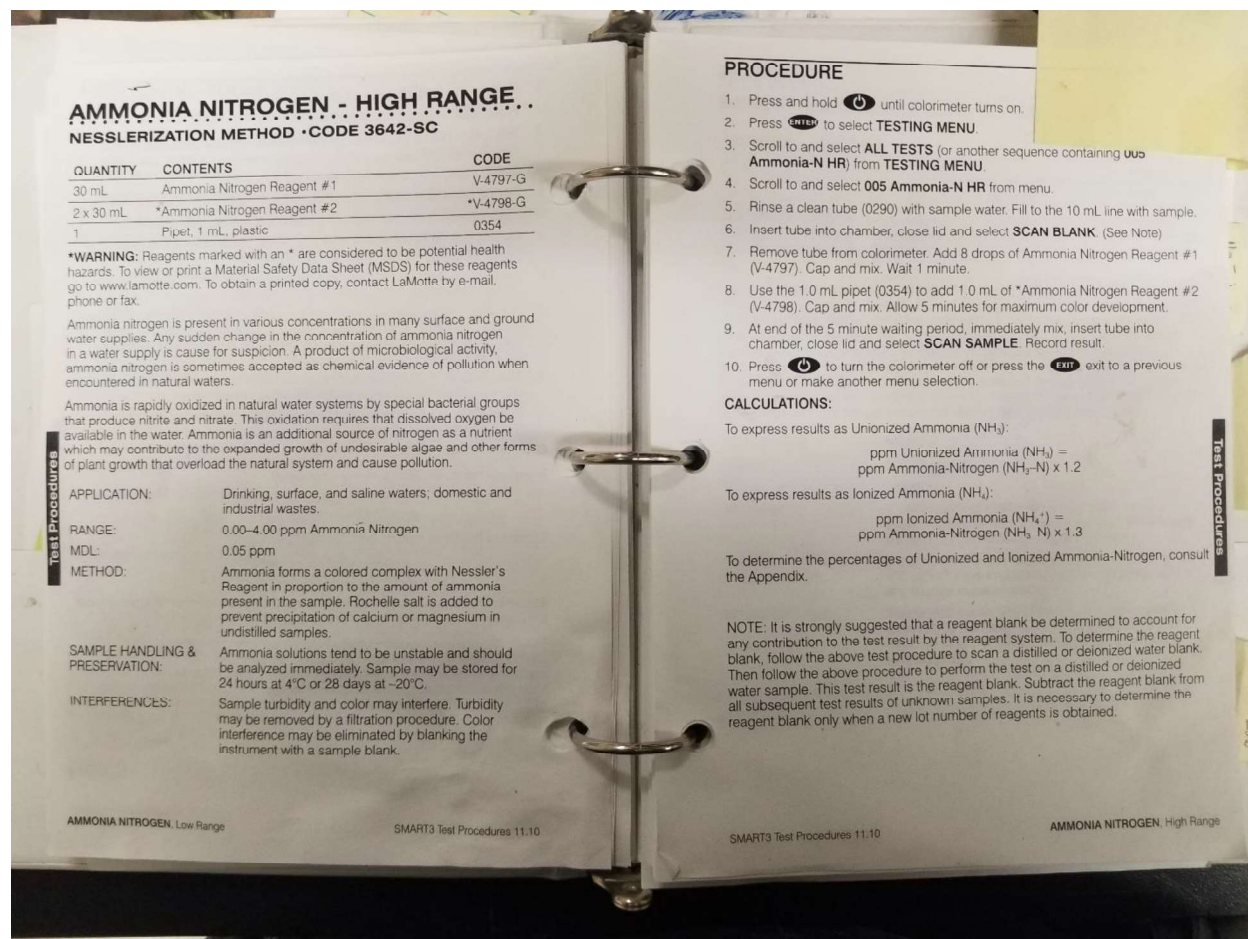 AMMONIA NITROGEN - HIGH RANGE
NESSLERIZATION METHOD • CODE 3642-SC
QUANTITY CONTENTS CODE
30 mL Ammonia Nitrogen Reagent #1 V-4797-G
2 x 30 mL *Ammonia Nitrogen Reagent #2 *V-4798-G
1 Pipet, 1 mL, plastic 0354
*WARNING: Reagents marked with an * are considered to be potential health
hazards. To view or print a Material Safety Data Sheet (MSDS) for these reagents
go to www.lamotte.com. To obtain a printed copy, contact LaMotte by e-mail,
phone or fax.
Ammonia nitrogen is present in various concentrations in many surface and ground
water supplies. Any sudden change in the concentration of ammonia nitrogen
in a water supply is cause for suspicion. A product of microbiological activity,
ammonia nitrogen is sometimes accepted as chemical evidence of pollution when
encountered in natural waters.
Ammonia is rapidly oxidized in natural water systems by special bacterial groups
that produce nitrite and nitrate. This oxidation requires that dissolved oxygen be
available in the water. Ammonia is an additional source of nitrogen as a nutrient
which may contribute to the expanded growth of undesirable algae and other forms
of plant growth that overload the natural system and cause pollution.
APPLICATION: Drinking, surface, and saline waters; domestic and
industrial wastes.
RANGE: 0.00–4.00 ppm Ammonia Nitrogen
MDL: 0.05 ppm
METHOD: Ammonia forms a colored complex with Nessler's
Reagent in proportion to the amount of ammonia
present in the sample. Rochelle salt is added to
prevent precipitation of calcium or magnesium in
undistilled samples.
SAMPLE HANDLING & Ammonia solutions tend to be unstable and should
PRESERVATION: be analyzed immediately. Sample may be stored for
24 hours at 4°C or 28 days at –20°C.
INTERFERENCES: Sample turbidity and color may interfere. Turbidity
may be removed by a filtration procedure. Color
interference may be eliminated by blanking the
instrument with a sample blank.
Test Procedures
AMMONIA NITROGEN, Low Range SMART3 Test Procedures 11.10
PROCEDURE
1. Press and hold until colorimeter turns on.
2. Press ENTER to select TESTING MENU.
3. Scroll to and select ALL TESTS (or another sequence containing 005
Ammonia-N HR) from TESTING MENU.
4. Scroll to and select 005 Ammonia-N HR from menu.
5. Rinse a clean tube (0290) with sample water. Fill to the 10 mL line with sample.
6. Insert tube into chamber, close lid and select SCAN BLANK. (See Note)
7. Remove tube from colorimeter. Add 8 drops of Ammonia Nitrogen Reagent #1
(V-4797). Cap and mix. Wait 1 minute.
8. Use the 1.0 mL pipet (0354) to add 1.0 mL of *Ammonia Nitrogen Reagent #2
(V-4798). Cap and mix. Allow 5 minutes for maximum color development.
9. At end of the 5 minute waiting period, immediately mix, insert tube into
chamber, close lid and select SCAN SAMPLE. Record result.
10. Press to turn the colorimeter off or press the EXIT exit to a previous
menu or make another menu selection.
CALCULATIONS:
To express results as Unionized Ammonia (NH₃):
ppm Unionized Ammonia (NH₃) =
ppm Ammonia-Nitrogen (NH₃–N) x 1.2
To express results as Ionized Ammonia (NH₄):
ppm Ionized Ammonia (NH₄⁺) =
ppm Ammonia-Nitrogen (NH₃–N) x 1.3
To determine the percentages of Unionized and Ionized Ammonia-Nitrogen, consult
the Appendix.
NOTE: It is strongly suggested that a reagent blank be determined to account for
any contribution to the test result by the reagent system. To determine the reagent
blank, follow the above test procedure to scan a distilled or deionized water blank.
Then follow the above procedure to perform the test on a distilled or deionized
water sample. This test result is the reagent blank. Subtract the reagent blank from
all subsequent test results of unknown samples. It is necessary to determine the
reagent blank only when a new lot number of reagents is obtained.
Test Procedures
SMART3 Test Procedures 11.10 AMMONIA NITROGEN, High Range